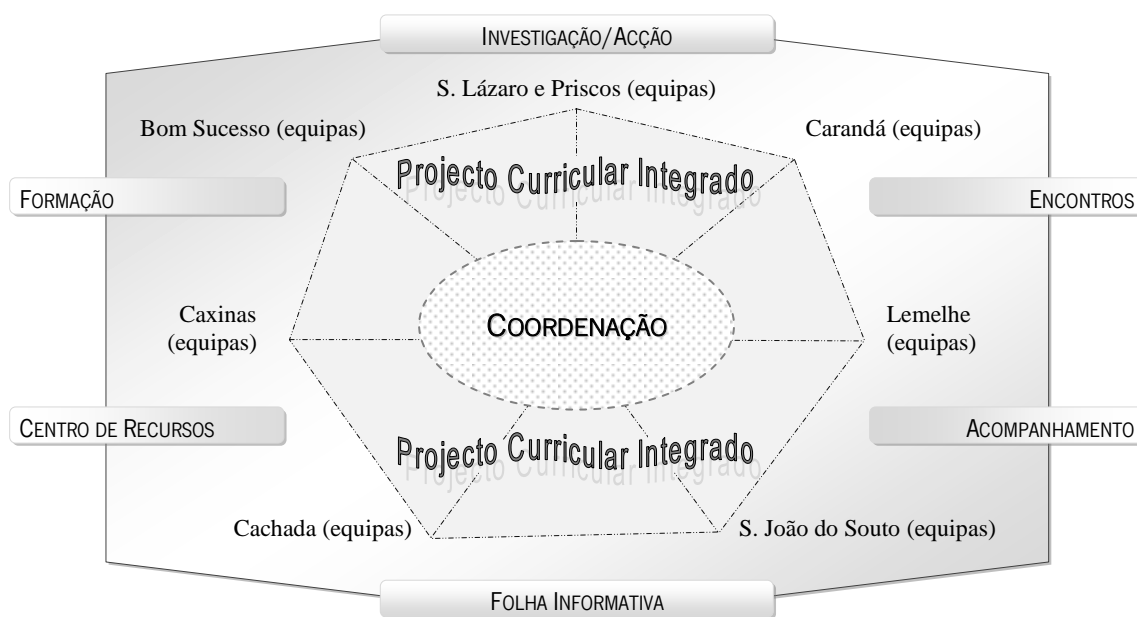 INVESTIGAÇÃO/ACÇÃO
S. Lázaro e Priscos (equipas)
Bom Sucesso (equipas)
Carandá (equipas)
Projecto Curricular Integrado
FORMAÇÃO
ENCONTROS
Caxinas
(equipas)
COORDENAÇÃO
Lemelhe
(equipas)
CENTRO DE RECURSOS
ACOMPANHAMENTO
Projecto Curricular Integrado
Cachada (equipas)
S. João do Souto (equipas)
FOLHA INFORMATIVA